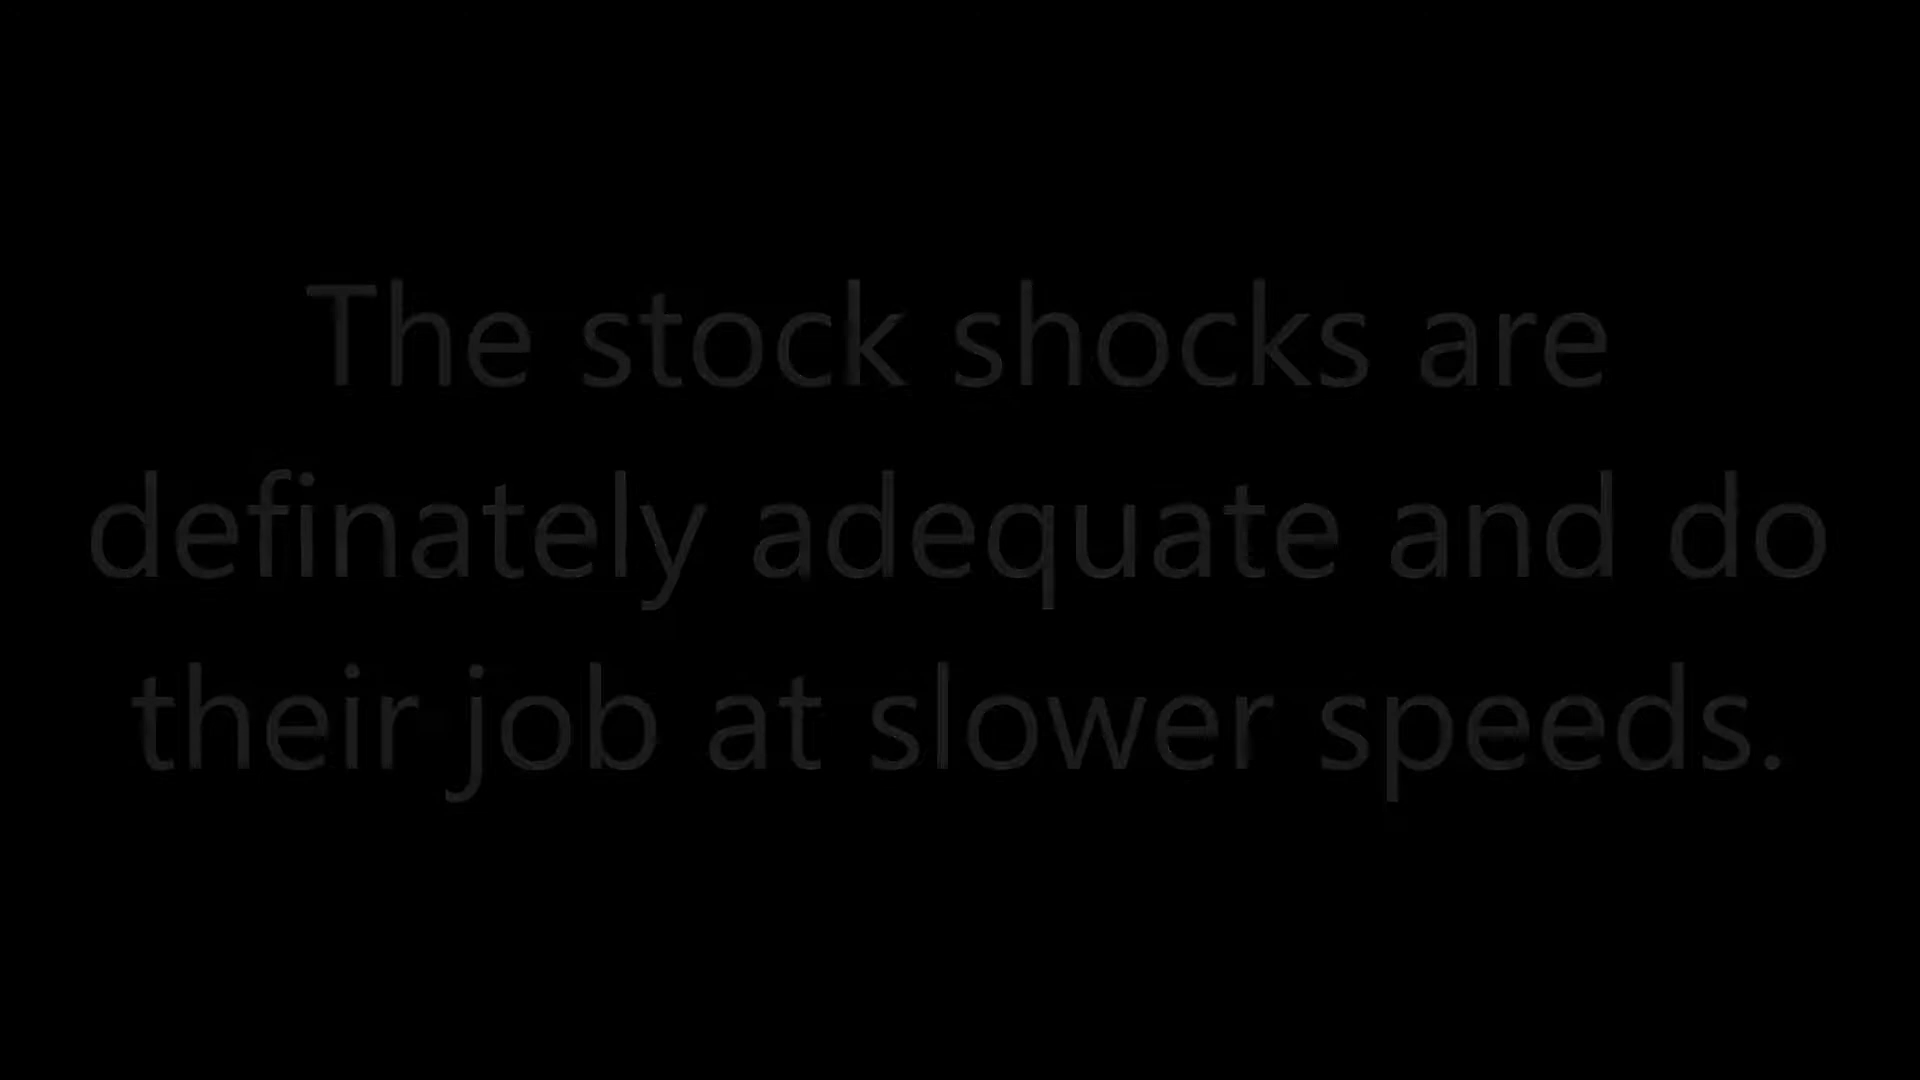 The stock shocks are
definately adequate and do
their job at slower speeds.